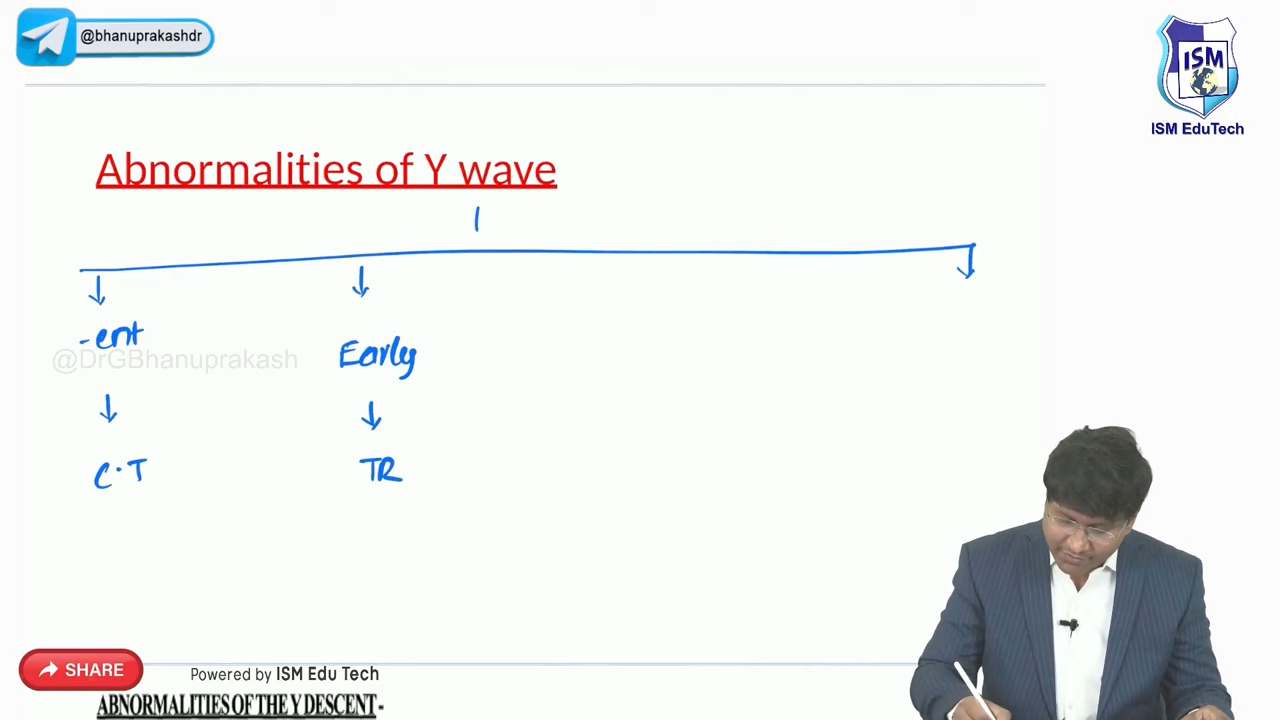 @bhanuprakashdr
ISM
ISM EduTech
Abnormalities of Y wave
-ent
Early
@DrGBhanuprakash
C.T
TR
SHARE
Powered by ISM Edu Tech
ABNORMALITIES OF THE Y DESCENT -